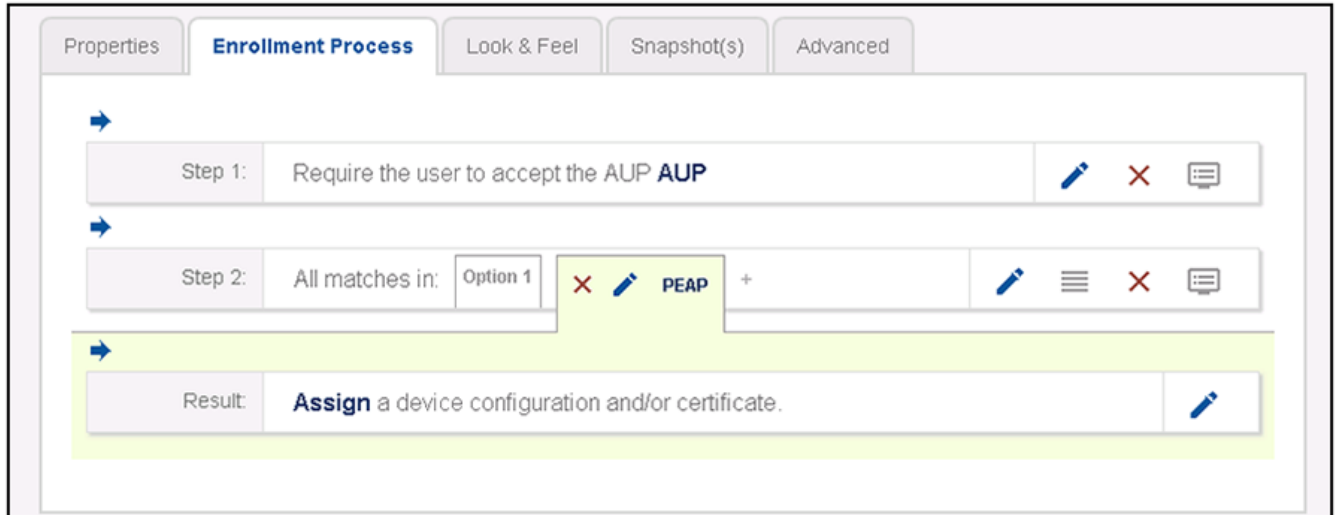 Properties Enrollment Process Look & Feel Snapshot(s) Advanced
Step 1: Require the user to accept the AUP AUP
Step 2: All matches in: Option 1 PEAP +
Result: Assign a device configuration and/or certificate.